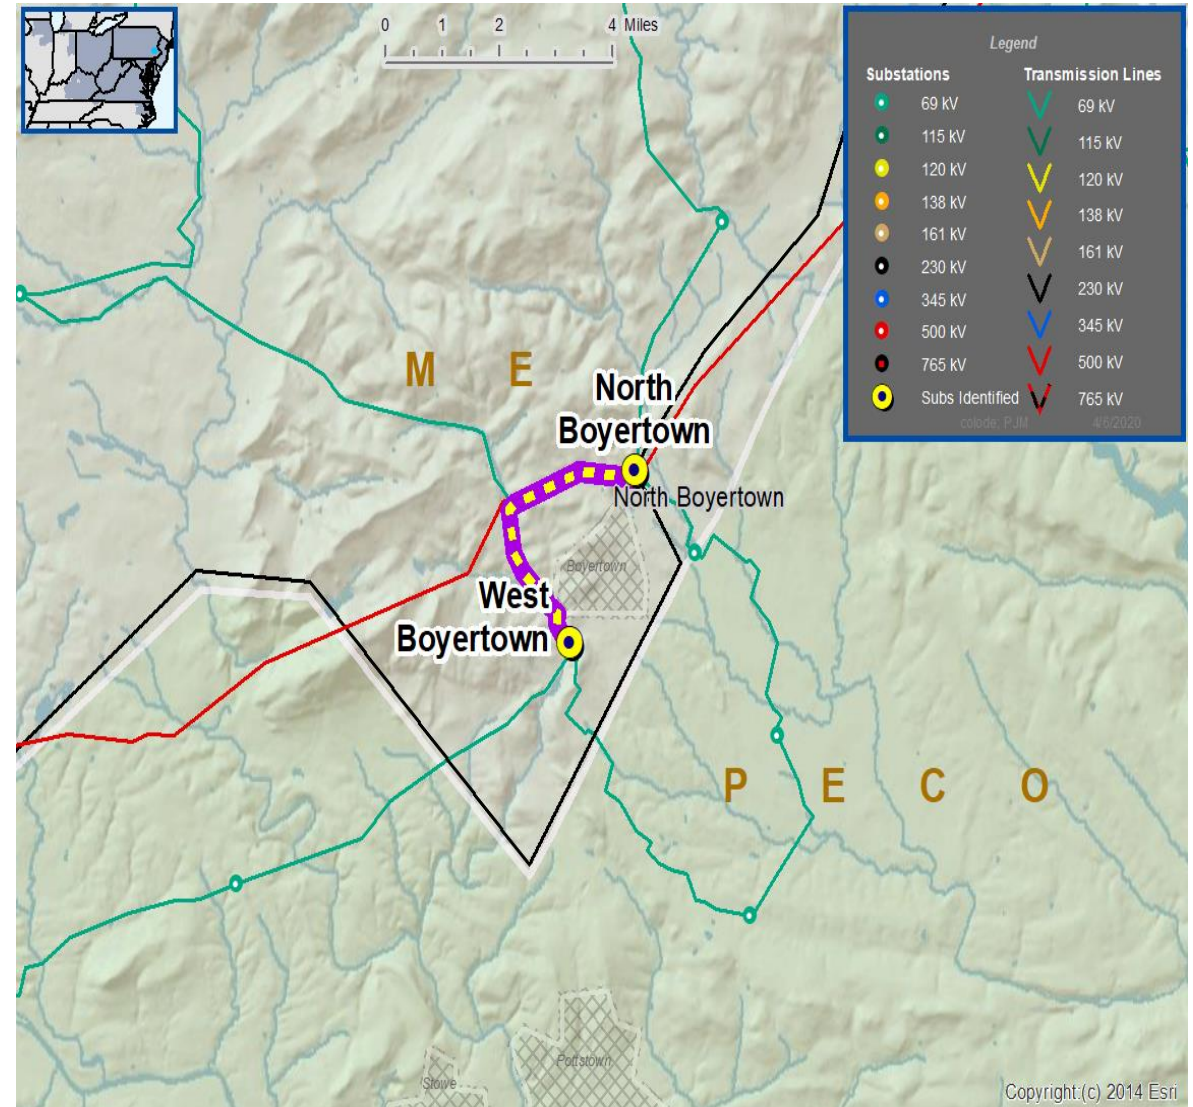 0 1 2 4 Miles
Legend
Substations
69 kV
115 kV
120 kV
138 kV
161 kV
230 kV
345 kV
500 kV
765 kV
Subs Identified
Transmission Lines
69 kV
115 kV
120 kV
138 kV
161 kV
230 kV
345 kV
500 kV
765 kV
colode: PJM 4/6/2020
M E
North
Boyertown
North Boyertown
Boyertown
West
Boyertown
P E C O
Pottstown
Stowe
Copyright:(c) 2014 Esri